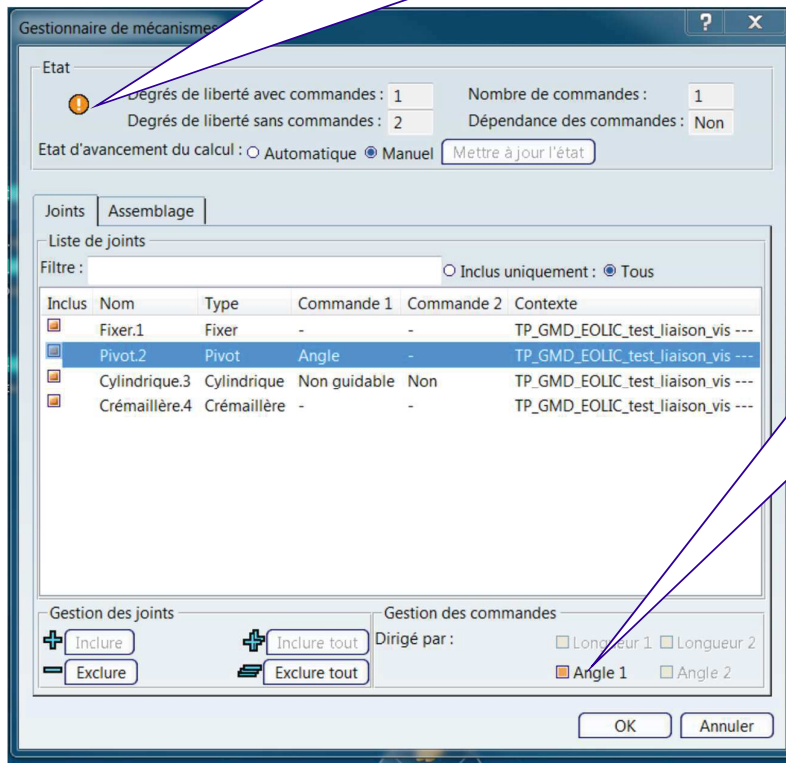 Gestionnaire de mécanismes
? X
Etat
Degrés de liberté avec commandes : 1 Nombre de commandes : 1
Degrés de liberté sans commandes : 2 Dépendance des commandes : Non
Etat d'avancement du calcul : Automatique Manuel Mettre à jour l'état
Joints Assemblage
Liste de joints
Filtre : Inclus uniquement : Tous
Inclus Nom Type Commande 1 Commande 2 Contexte
Fixer.1 Fixer - - TP_GMD_EOLIC_test_liaison_vis ---
Pivot.2 Pivot Angle - TP_GMD_EOLIC_test_liaison_vis ---
Cylindrique.3 Cylindrique Non guidable Non TP_GMD_EOLIC_test_liaison_vis ---
Crémaillère.4 Crémaillère - - TP_GMD_EOLIC_test_liaison_vis ---
Gestion des joints Gestion des commandes
Inclure Inclure tout Dirigé par : Longueur 1 Longueur 2
Exclure Exclure tout Angle 1 Angle 2
OK Annuler